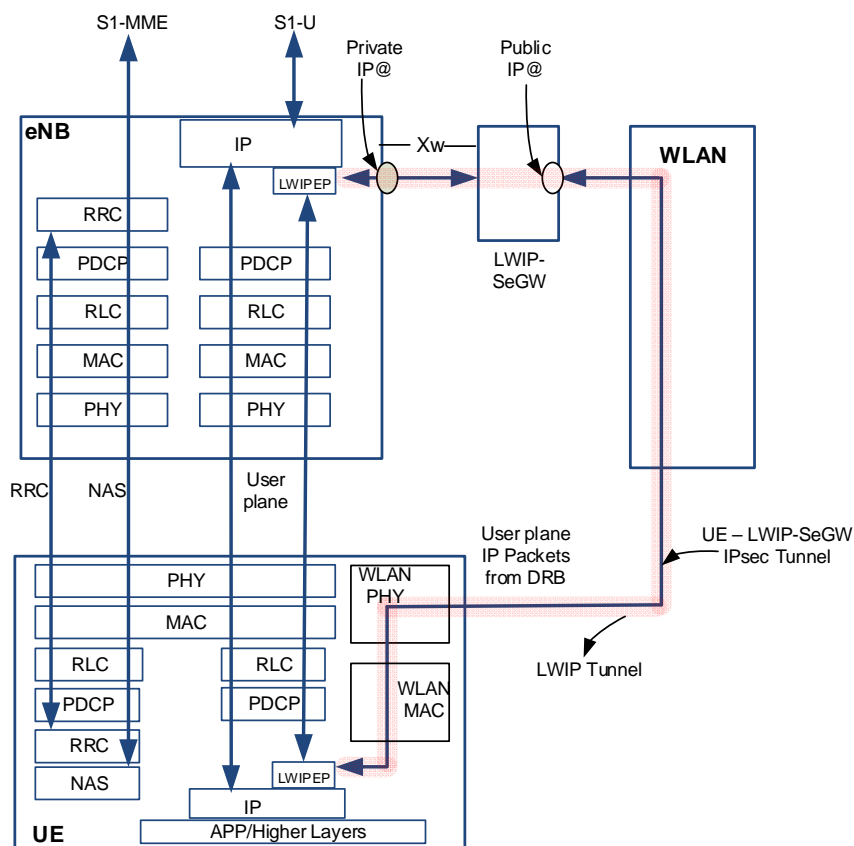 S1-MME
S1-U
Private
IP@
Public
IP@
eNB
IP
Xw
WLAN
LWIPEP
RRC
PDCP
PDCP
LWIP-
SeGW
RLC
RLC
MAC
MAC
PHY
PHY
RRC
NAS
User
plane
User plane
IP Packets
from DRB
UE – LWIP-SeGW
IPsec Tunnel
PHY
WLAN
PHY
MAC
LWIP Tunnel
RLC
RLC
WLAN
MAC
PDCP
PDCP
RRC
NAS
LWIPEP
IP
APP/Higher Layers
UE